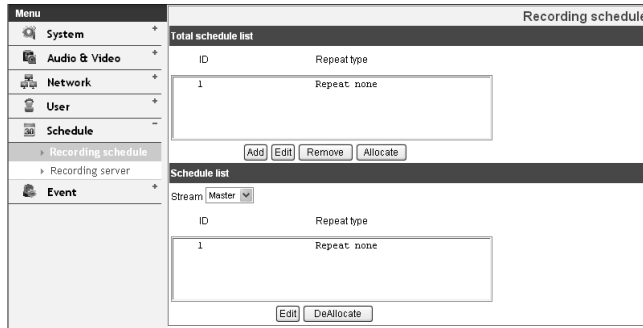 Menu
System +
Audio & Video +
Network +
User +
30 Schedule -
Recording schedule
Recording server
Event +
Recording schedule
Total schedule list
ID Repeat type
1 Repeat none
Add Edit Remove Allocate
Schedule list
Stream Master
ID Repeat type
1 Repeat none
Edit DeAllocate